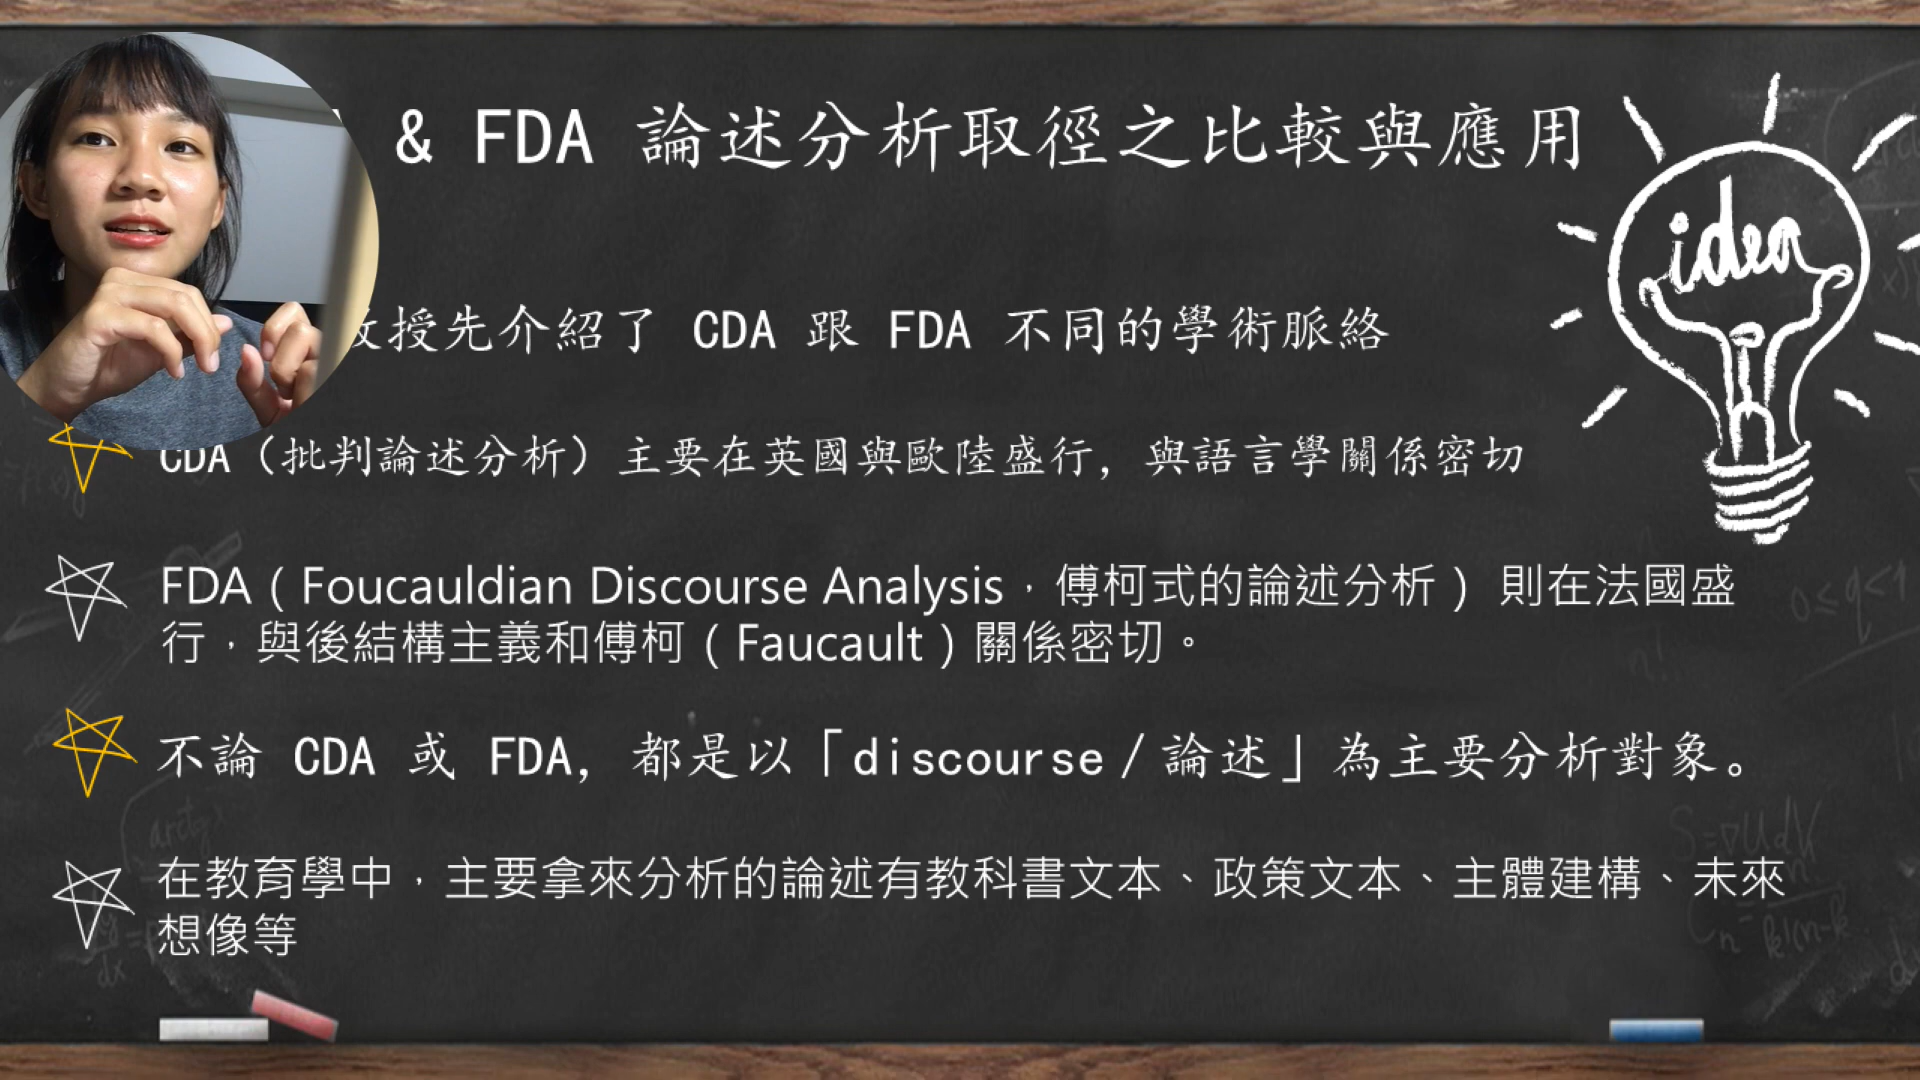 & FDA 論述分析取徑之比較與應用
idea
授先介紹了 CDA 跟 FDA 不同的學術脈絡
CDA（批判論述分析）主要在英國與歐陸盛行，與語言學關係密切
FDA（Foucauldian Discourse Analysis，傅柯式的論述分析） 則在法國盛
行，與後結構主義和傅柯（Faucault）關係密切。
不論 CDA 或 FDA，都是以「discourse／論述」為主要分析對象。
在教育學中，主要拿來分析的論述有教科書文本、政策文本、主體建構、未來
想像等